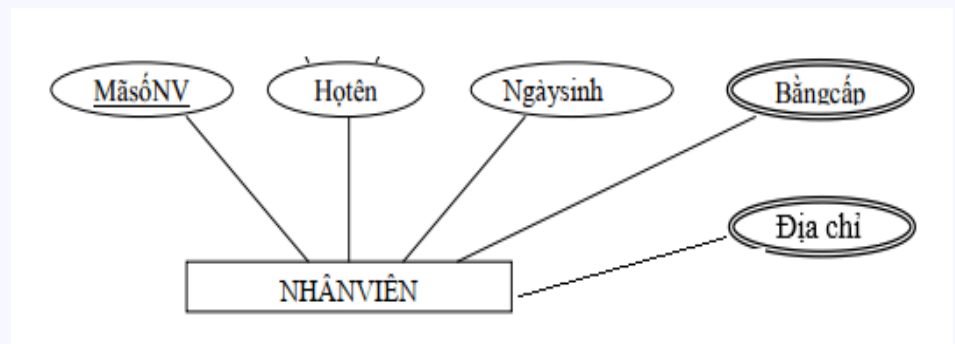 MãsốNV
Họtên
Ngàysinh
Bằngcấp
Địa chỉ
NHÂNVIÊN